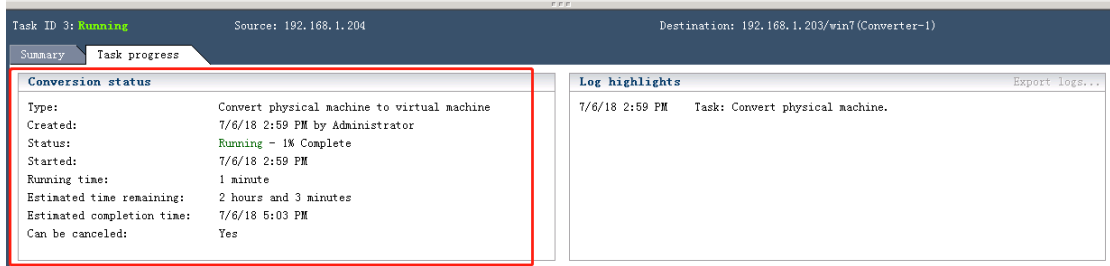 Task ID 3: Running Source: 192.168.1.204 Destination: 192.168.1.203/win7(Converter-1)
Summary Task progress
Conversion status
Type: Convert physical machine to virtual machine
Created: 7/6/18 2:59 PM by Administrator
Status: Running - 1% Complete
Started: 7/6/18 2:59 PM
Running time: 1 minute
Estimated time remaining: 2 hours and 3 minutes
Estimated completion time: 7/6/18 5:03 PM
Can be canceled: Yes
Log highlights Export logs...
7/6/18 2:59 PM Task: Convert physical machine.